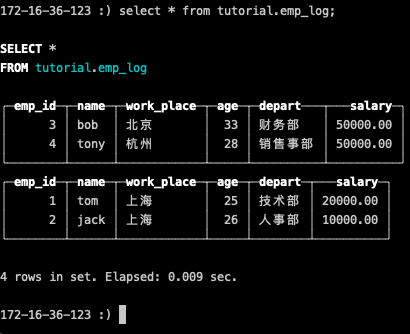 172-16-36-123 :) select * from tutorial.emp_log;
SELECT *
FROM tutorial.emp_log
emp_id name work_place age depart salary
3 bob 北京 33 财务部 50000.00
4 tony 杭州 28 销售事部 50000.00
emp_id name work_place age depart salary
1 tom 上海 25 技术部 20000.00
2 jack 上海 26 人事部 10000.00
4 rows in set. Elapsed: 0.009 sec.
172-16-36-123 :)